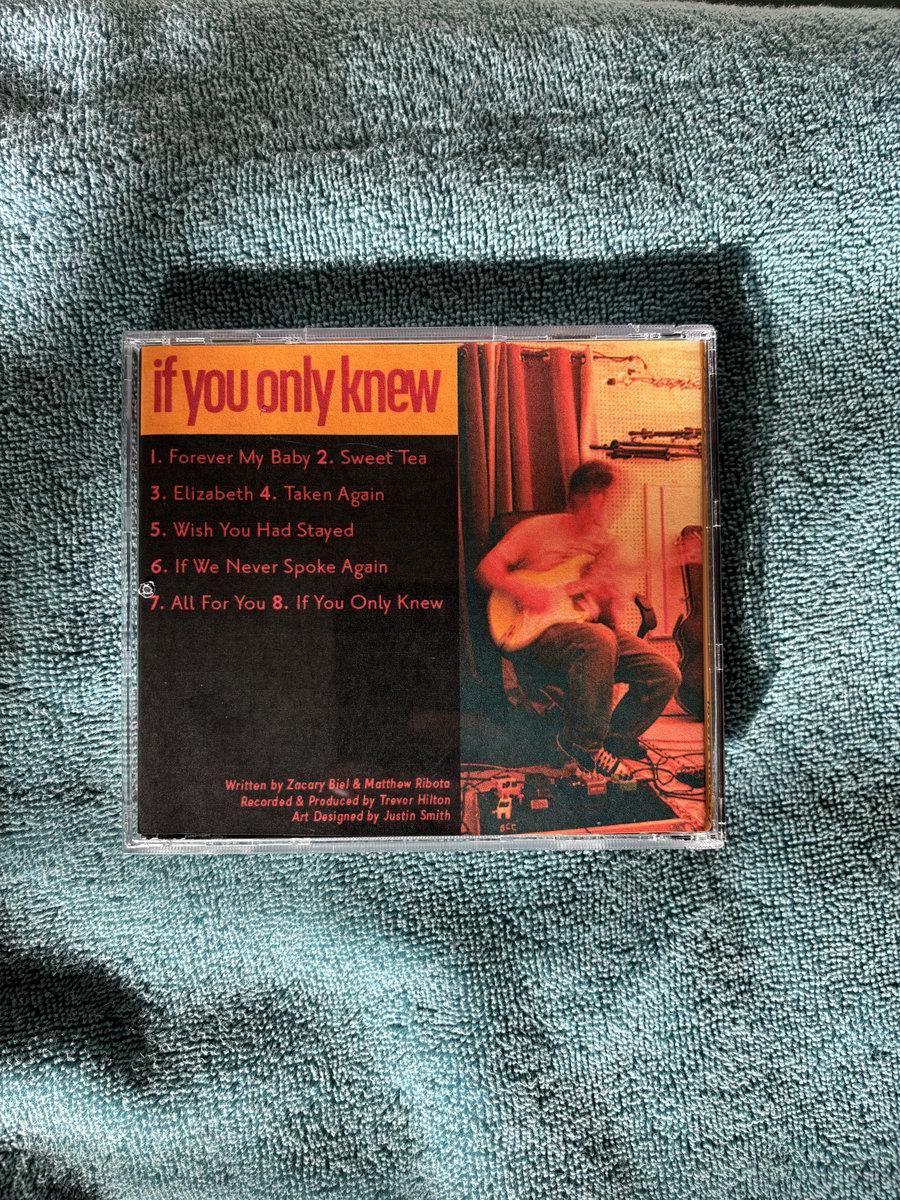 if you only knew
1. Forever My Baby 2. Sweet Tea
3. Elizabeth 4. Taken Again
5. Wish You Had Stayed
6. If We Never Spoke Again
7. All For You 8. If You Only Knew
Written by Zacary Biel & Matthew Ribota
Recorded & Produced by Trevor Hilton
Art Designed by Justin Smith